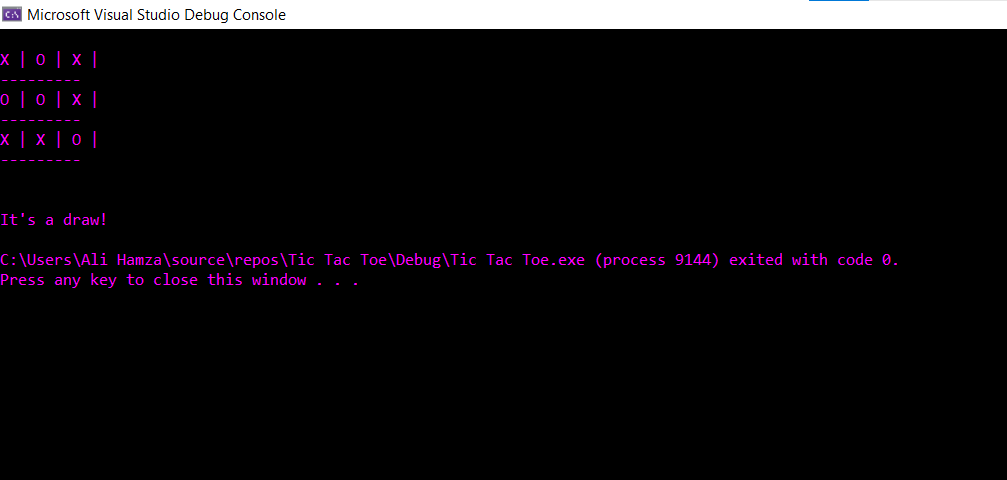 Microsoft Visual Studio Debug Console
X | O | X |
---------
O | O | X |
---------
X | X | O |
---------
It's a draw!
C:\Users\Ali Hamza\source\repos\Tic Tac Toe\Debug\Tic Tac Toe.exe (process 9144) exited with code 0.
Press any key to close this window . . .